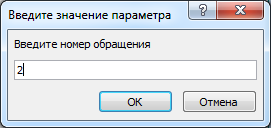 Введите значение параметра
Введите номер обращения
2
OK
Отмена